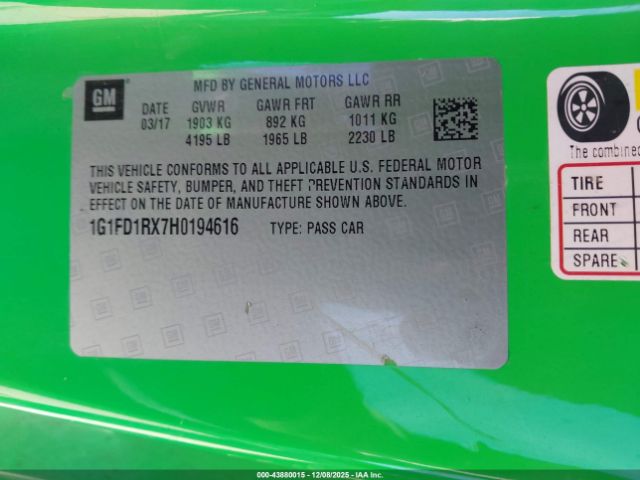 GM
MFD BY GENERAL MOTORS LLC
DATE GVWR GAWR FRT GAWR RR
03/17 1903 KG 892 KG 1011 KG
4195 LB 1965 LB 2230 LB
THIS VEHICLE CONFORMS TO ALL APPLICABLE U.S. FEDERAL MOTOR
VEHICLE SAFETY, BUMPER, AND THEFT PREVENTION STANDARDS IN
EFFECT ON THE DATE OF MANUFACTURE SHOWN ABOVE.
1G1FD1RX7H0194616 TYPE: PASS CAR
The combined
TIRE
FRONT
REAR
SPARE
000-43880015 - 12/08/2025 - IAAI, Inc.